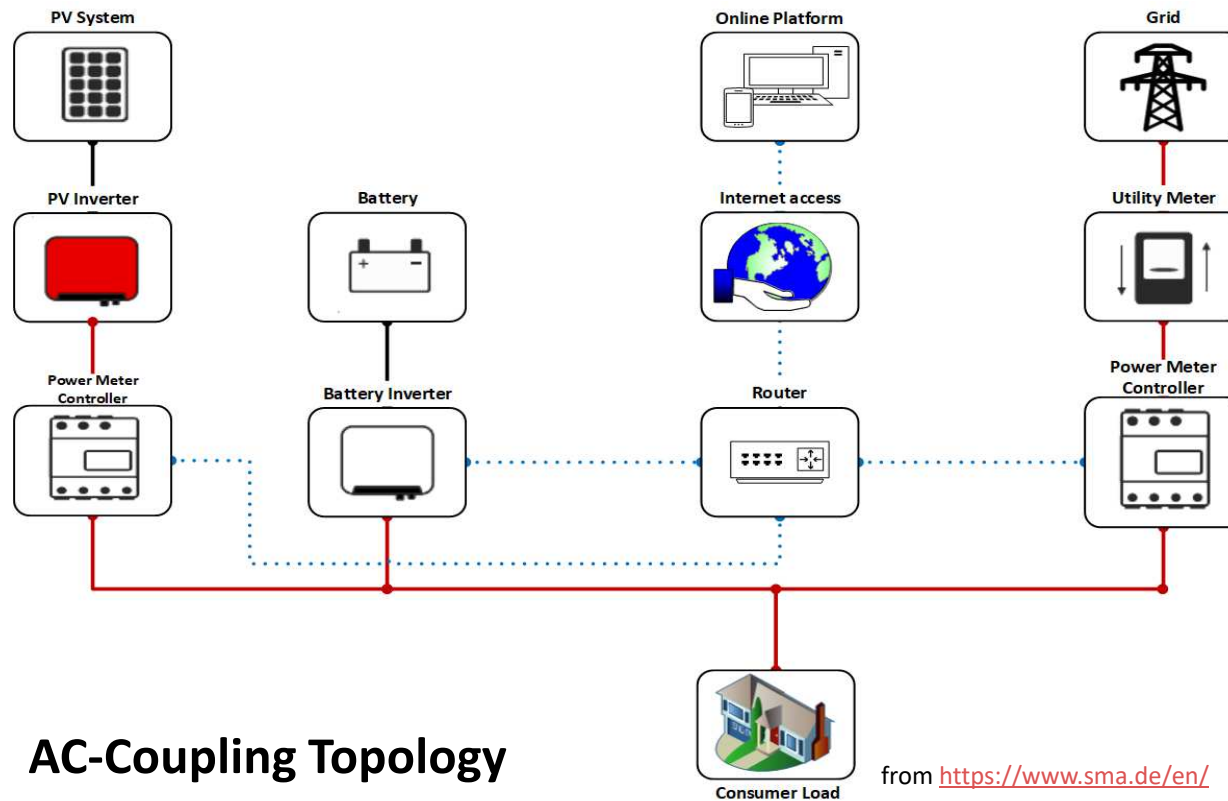 PV System
Online Platform
Grid
PV Inverter
Battery
Internet access
Utility Meter
+ −
Power Meter
Controller
Battery Inverter
Router
Power Meter
Controller
AC-Coupling Topology
Consumer Load
from https://www.sma.de/en/